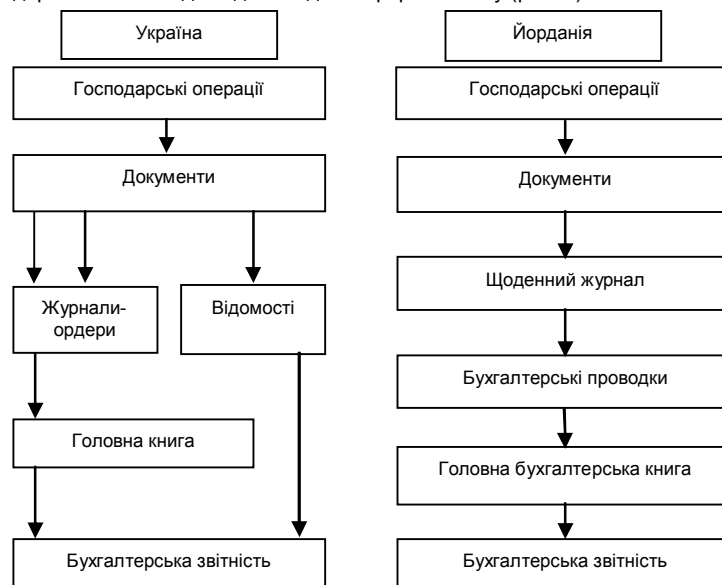 Україна
Господарські операції
Документи
Журнали-
ордери
Відомості
Головна книга
Бухгалтерська звітність
Йорданія
Господарські операції
Документи
Щоденний журнал
Бухгалтерські проводки
Головна бухгалтерська книга
Бухгалтерська звітність